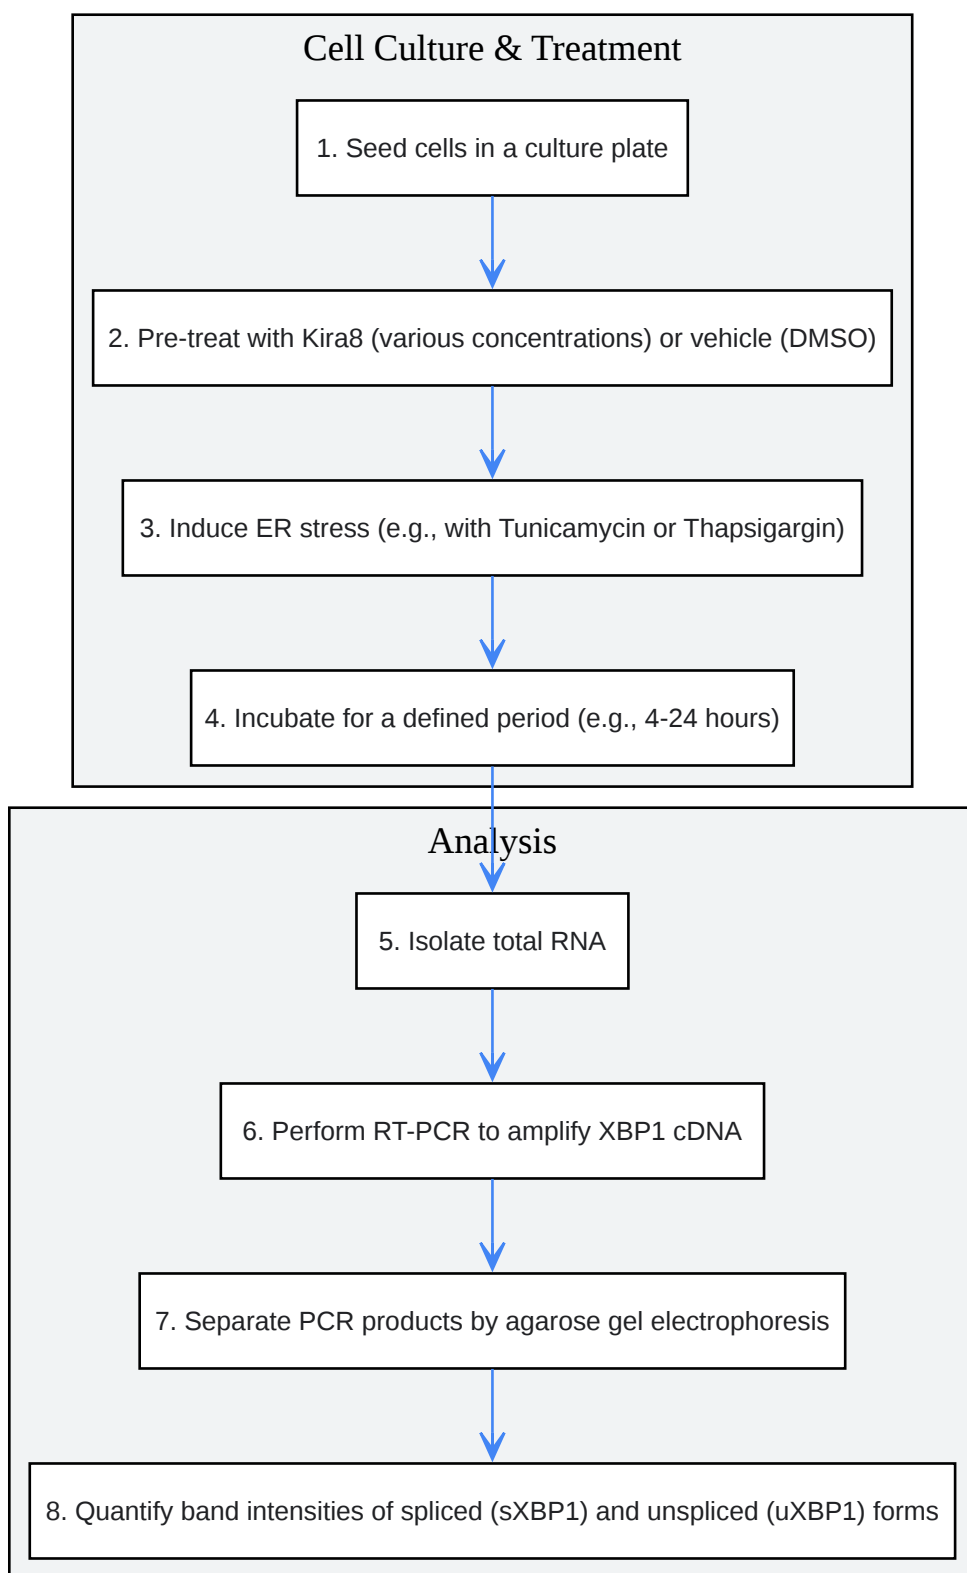 Cell Culture & Treatment
1. Seed cells in a culture plate
2. Pre-treat with Kira8 (various concentrations) or vehicle (DMSO)
3. Induce ER stress (e.g., with Tunicamycin or Thapsigargin)
4. Incubate for a defined period (e.g., 4-24 hours)
Analysis
5. Isolate total RNA
6. Perform RT-PCR to amplify XBP1 cDNA
7. Separate PCR products by agarose gel electrophoresis
8. Quantify band intensities of spliced (sXBP1) and unspliced (uXBP1) forms